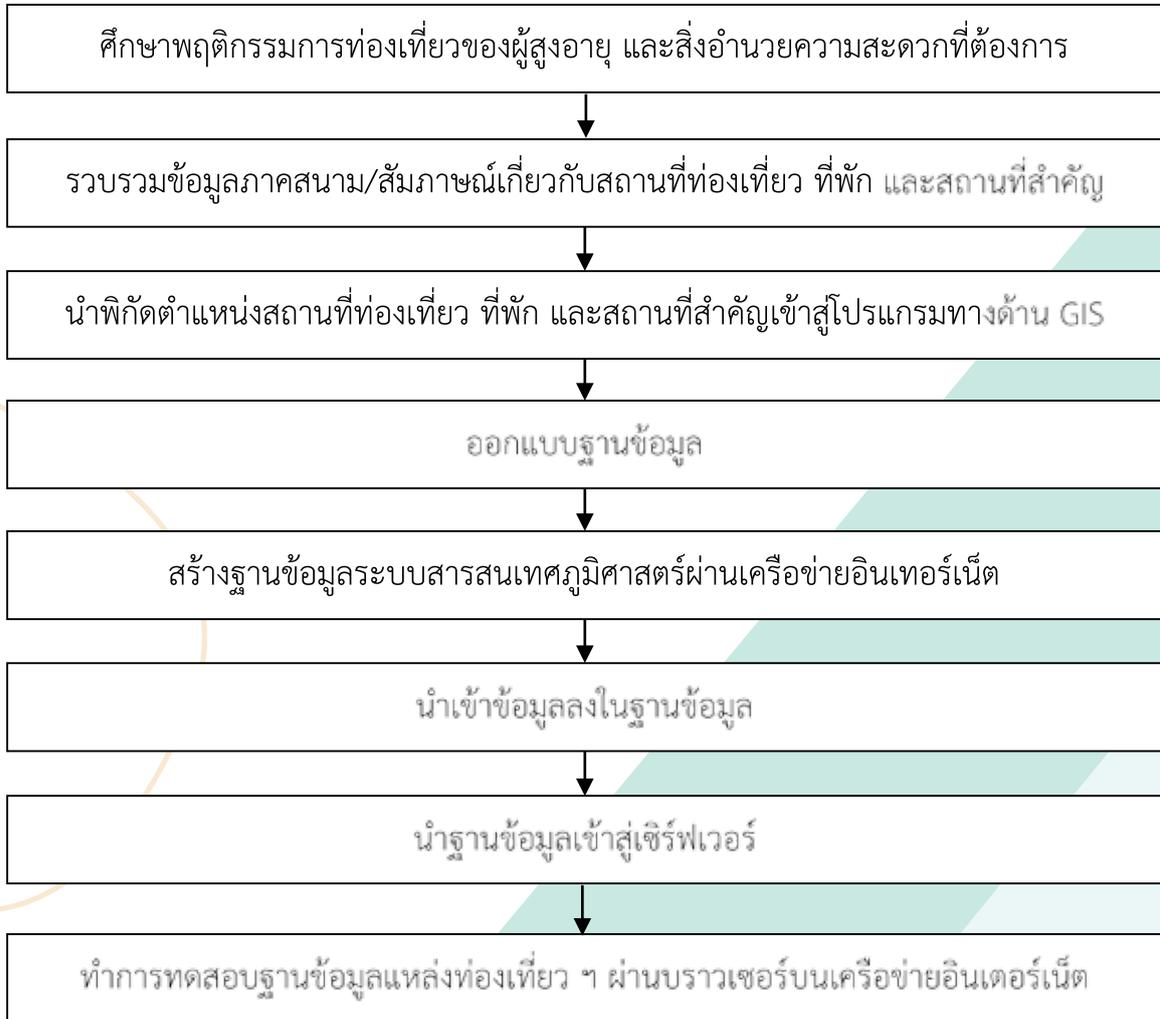 ศึกษาพฤติกรรมการท่องเที่ยวของผู้สูงอายุ และสิ่งอำนวยความสะดวกที่ต้องการ
รวบรวมข้อมูลภาคสนาม/สัมภาษณ์เกี่ยวกับสถานที่ท่องเที่ยว ที่พัก และสถานที่สำคัญ
นำพิกัดตำแหน่งสถานที่ท่องเที่ยว ที่พัก และสถานที่สำคัญเข้าสู่โปรแกรมทางด้าน GIS
ออกแบบฐานข้อมูล
สร้างฐานข้อมูลระบบสารสนเทศภูมิศาสตร์ผ่านเครือข่ายอินเทอร์เน็ต
นำเข้าข้อมูลลงในฐานข้อมูล
นำฐานข้อมูลเข้าสู่เซิร์ฟเวอร์
ทำการทดสอบฐานข้อมูลแหล่งท่องเที่ยว ฯ ผ่านบราวเซอร์บนเครือข่ายอินเตอร์เน็ต